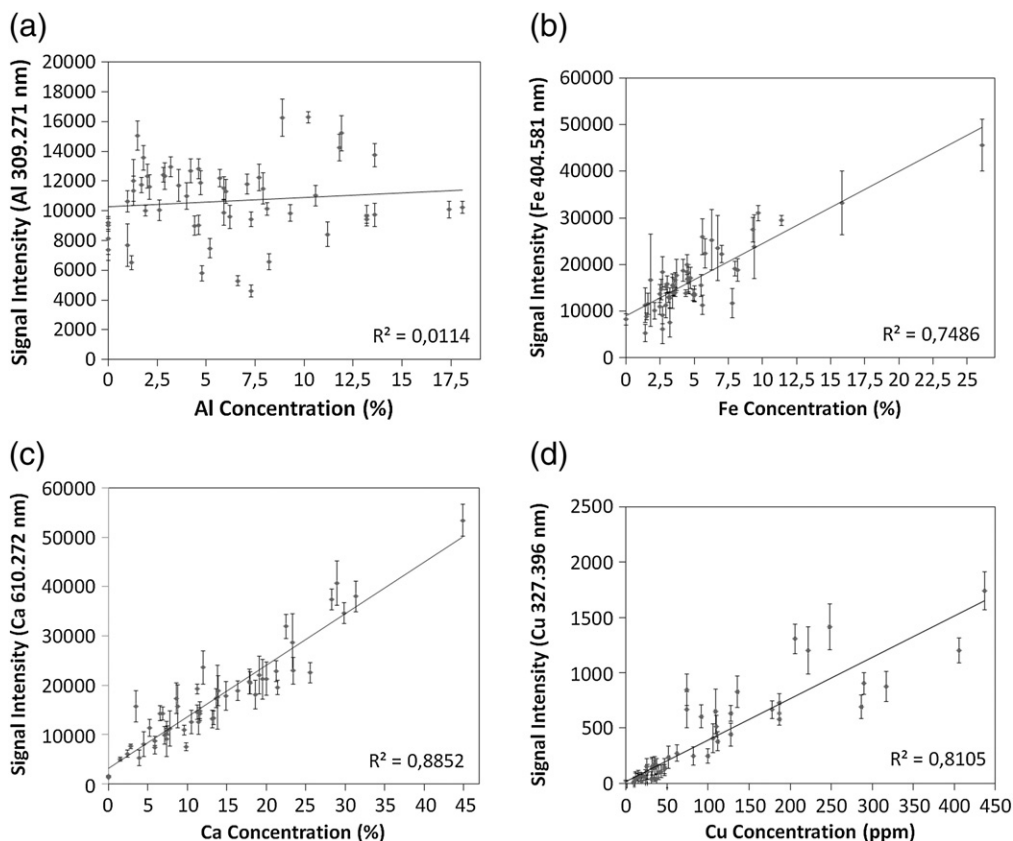 (a)
Signal Intensity (Al 309.271 nm)
20000
18000
16000
14000
12000
10000
8000
6000
4000
2000
0
R² = 0,0114
0 2,5 5 7,5 10 12,5 15 17,5
Al Concentration (%)
(b)
Signal Intensity (Fe 404.581 nm)
60000
50000
40000
30000
20000
10000
0
R² = 0,7486
0 2,5 5 7,5 10 12,5 15 17,5 20 22,5 25
Fe Concentration (%)
(c)
Signal Intensity (Ca 610.272 nm)
60000
50000
40000
30000
20000
10000
0
R² = 0,8852
0 5 10 15 20 25 30 35 40 45
Ca Concentration (%)
(d)
Signal Intensity (Cu 327.396 nm)
2500
2000
1500
1000
500
0
R² = 0,8105
0 50 100 150 200 250 300 350 400 450
Cu Concentration (ppm)